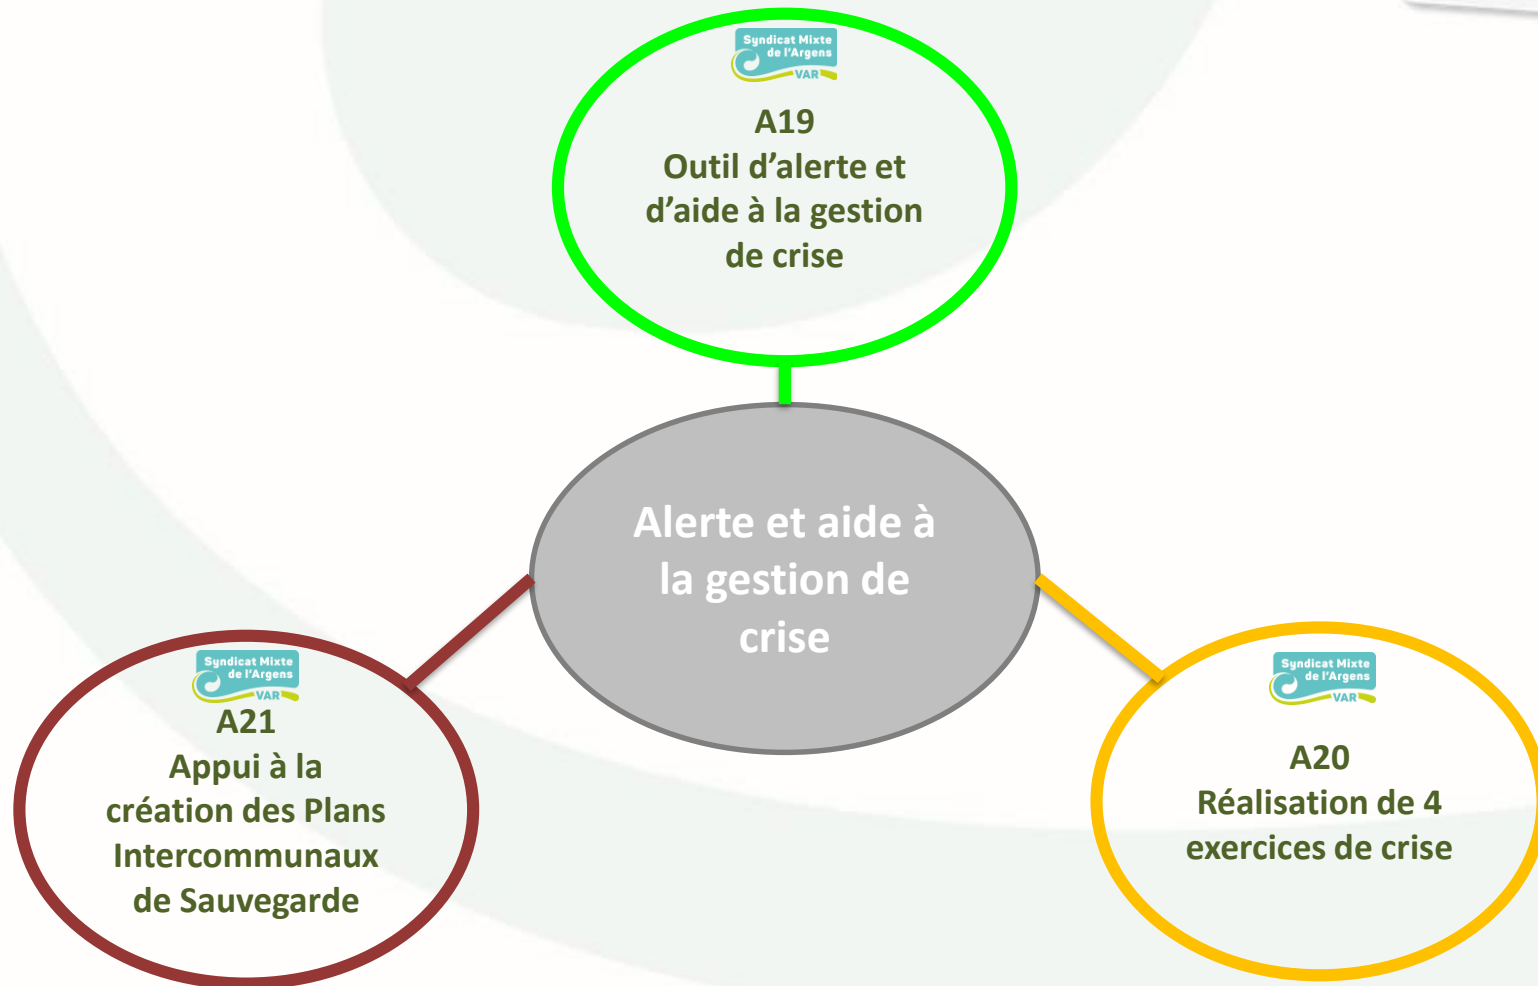 Syndicat Mixte
de l'Argens
VAR
A19
Outil d’alerte et
d’aide à la gestion
de crise
Alerte et aide à
la gestion de
crise
Syndicat Mixte
de l'Argens
VAR
A21
Appui à la
création des Plans
Intercommunaux
de Sauvegarde
Syndicat Mixte
de l'Argens
VAR
A20
Réalisation de 4
exercices de crise